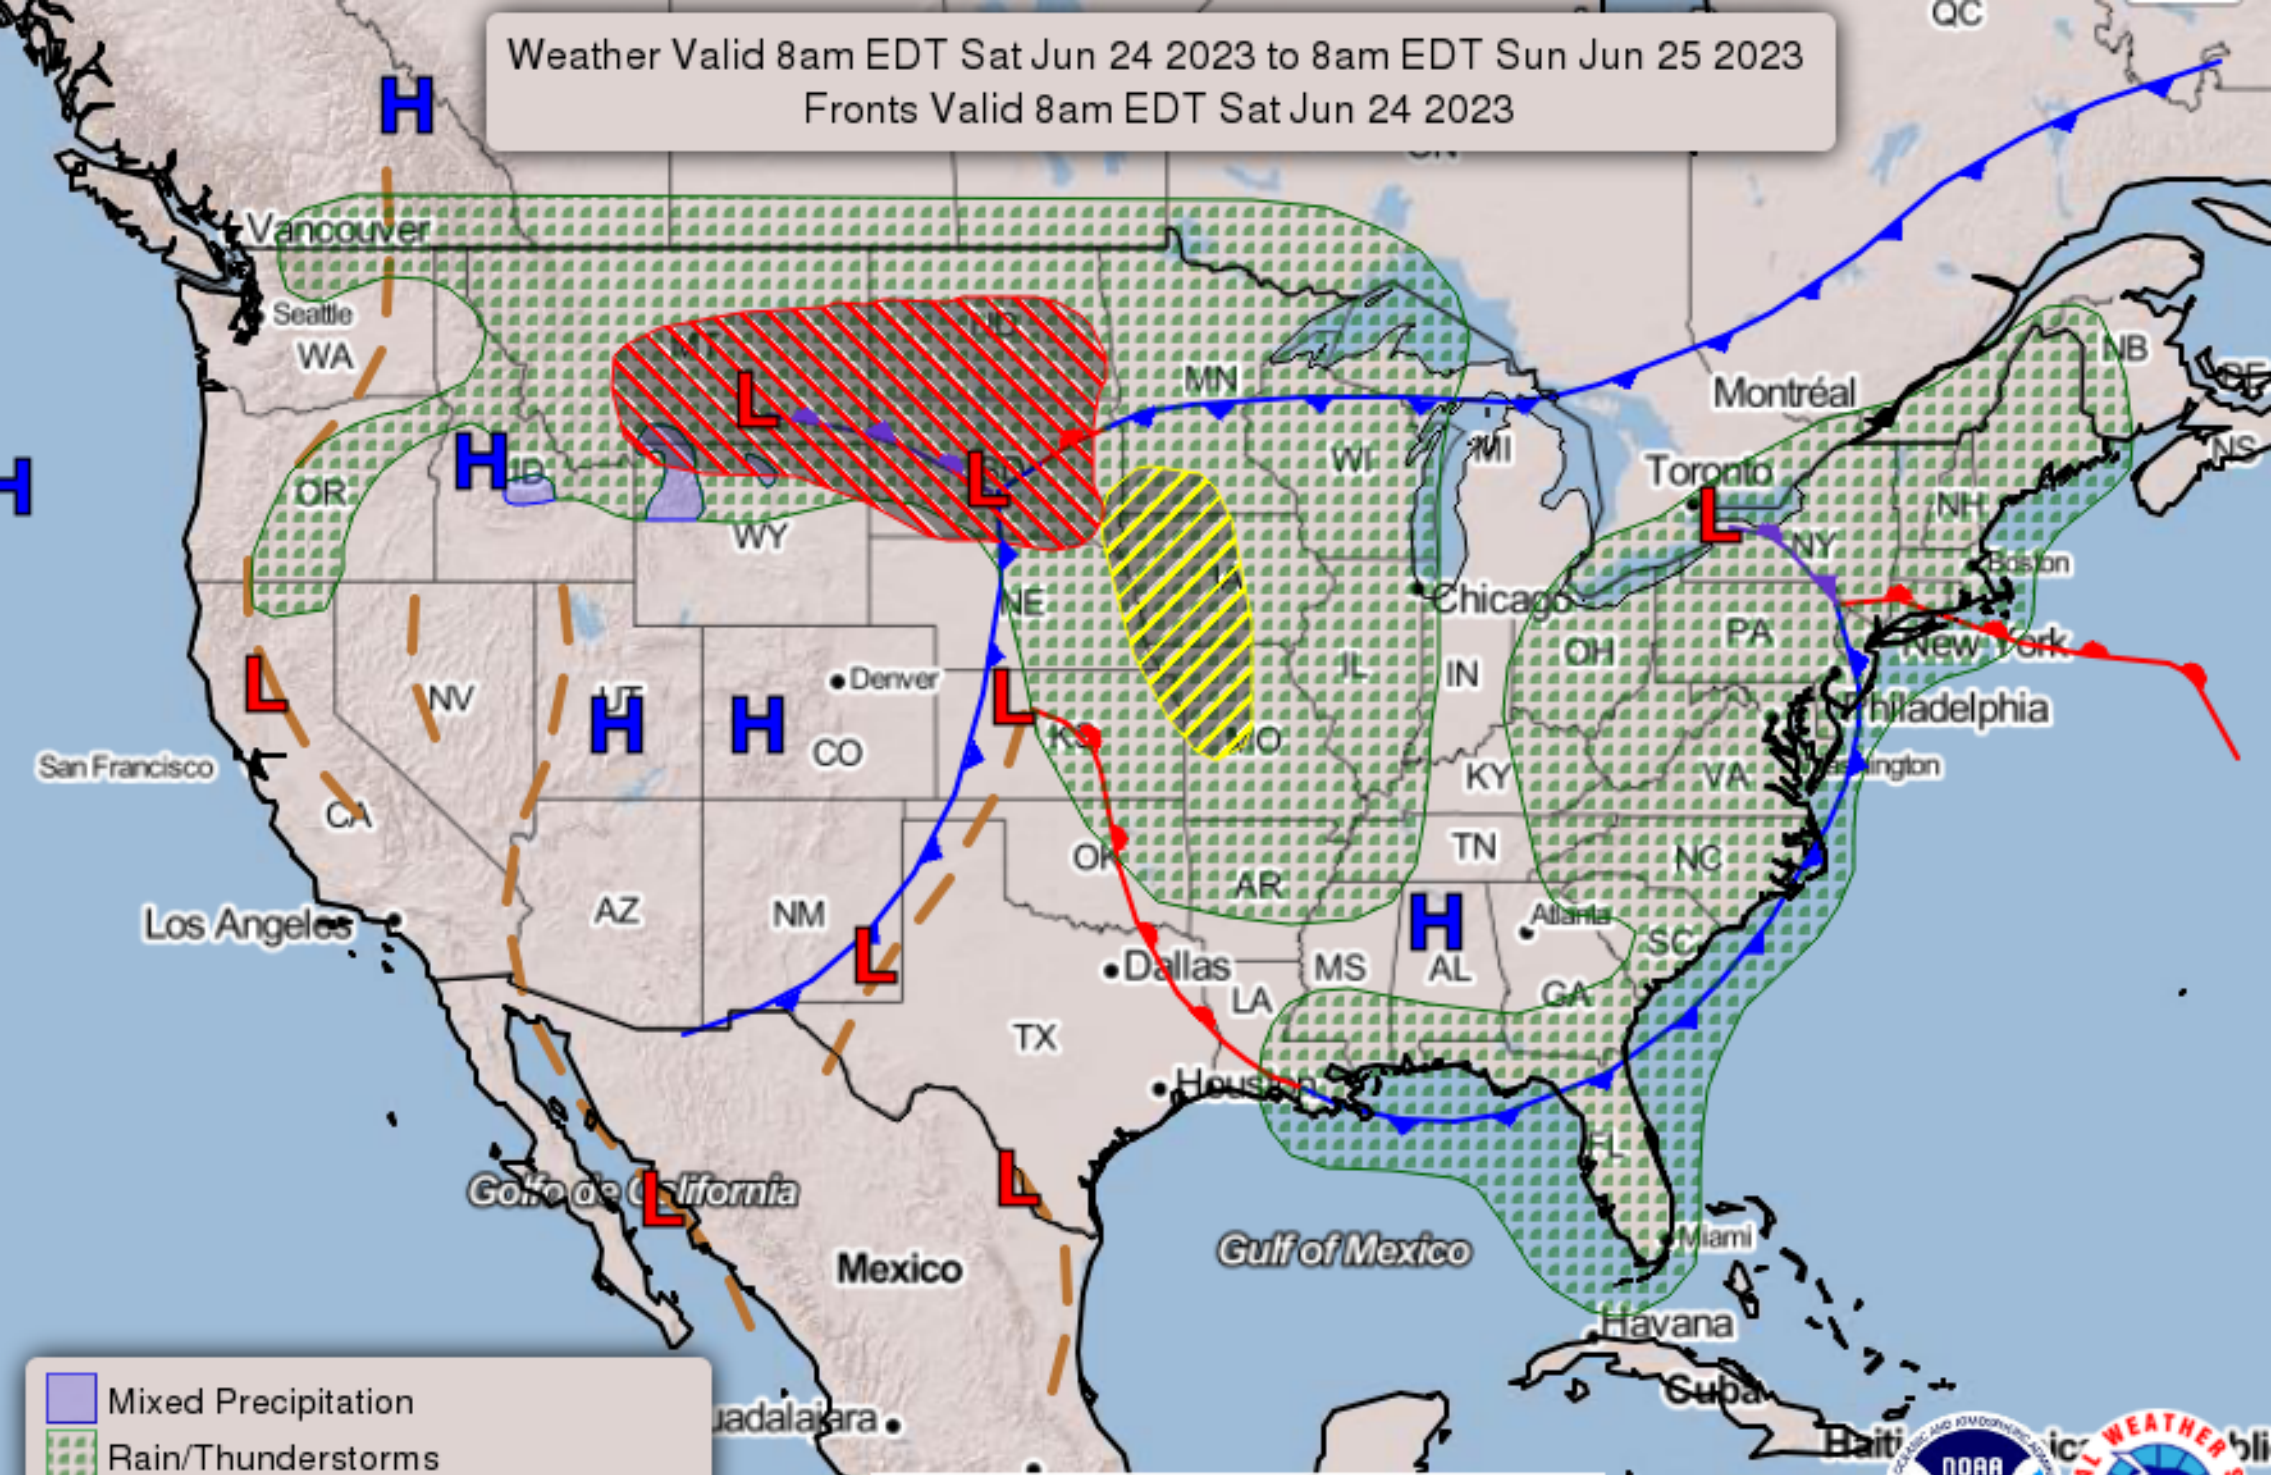 QC
Weather Valid 8am EDT Sat Jun 24 2023 to 8am EDT Sun Jun 25 2023
Fronts Valid 8am EDT Sat Jun 24 2023
H
Vancouver
Seattle
WA
MT
ND
MN
NB
Montréal
L
H
OR
H
ID
L
SD
WI
MI
Toronto
L
NH
NS
WY
NY
Boston
NE
Chicago
OH
PA
New York
L
NV
UT
H
H
Denver
CO
L
KS
MO
IL
IN
KY
VA
Philadelphia
San Francisco
CA
OK
TN
NC
Los Angeles
AZ
NM
L
AR
H
Atlanta
SC
Dallas
MS
AL
LA
GA
TX
Houston
FL
Golfo de California
L
L
Gulf of Mexico
Miami
Mexico
Havana
Cuba
Mixed Precipitation
Rain/Thunderstorms
Haiti
NOAA
WEATHER